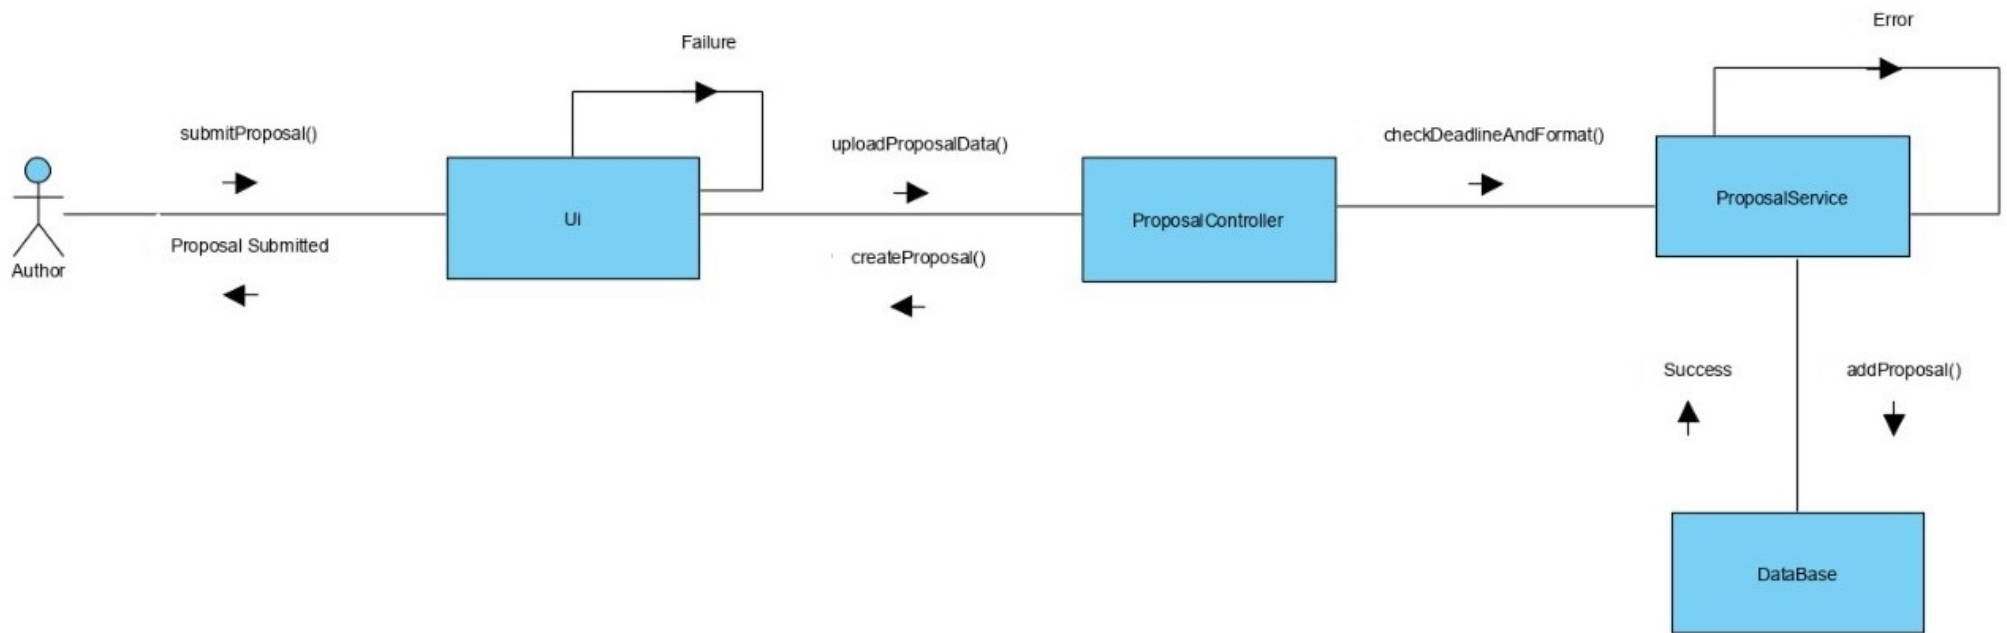 Error
Failure
submitProposal()
uploadProposalData()
checkDeadlineAndFormat()
Ui
ProposalController
ProposalService
Proposal Submitted
createProposal()
Author
Success
addProposal()
DataBase